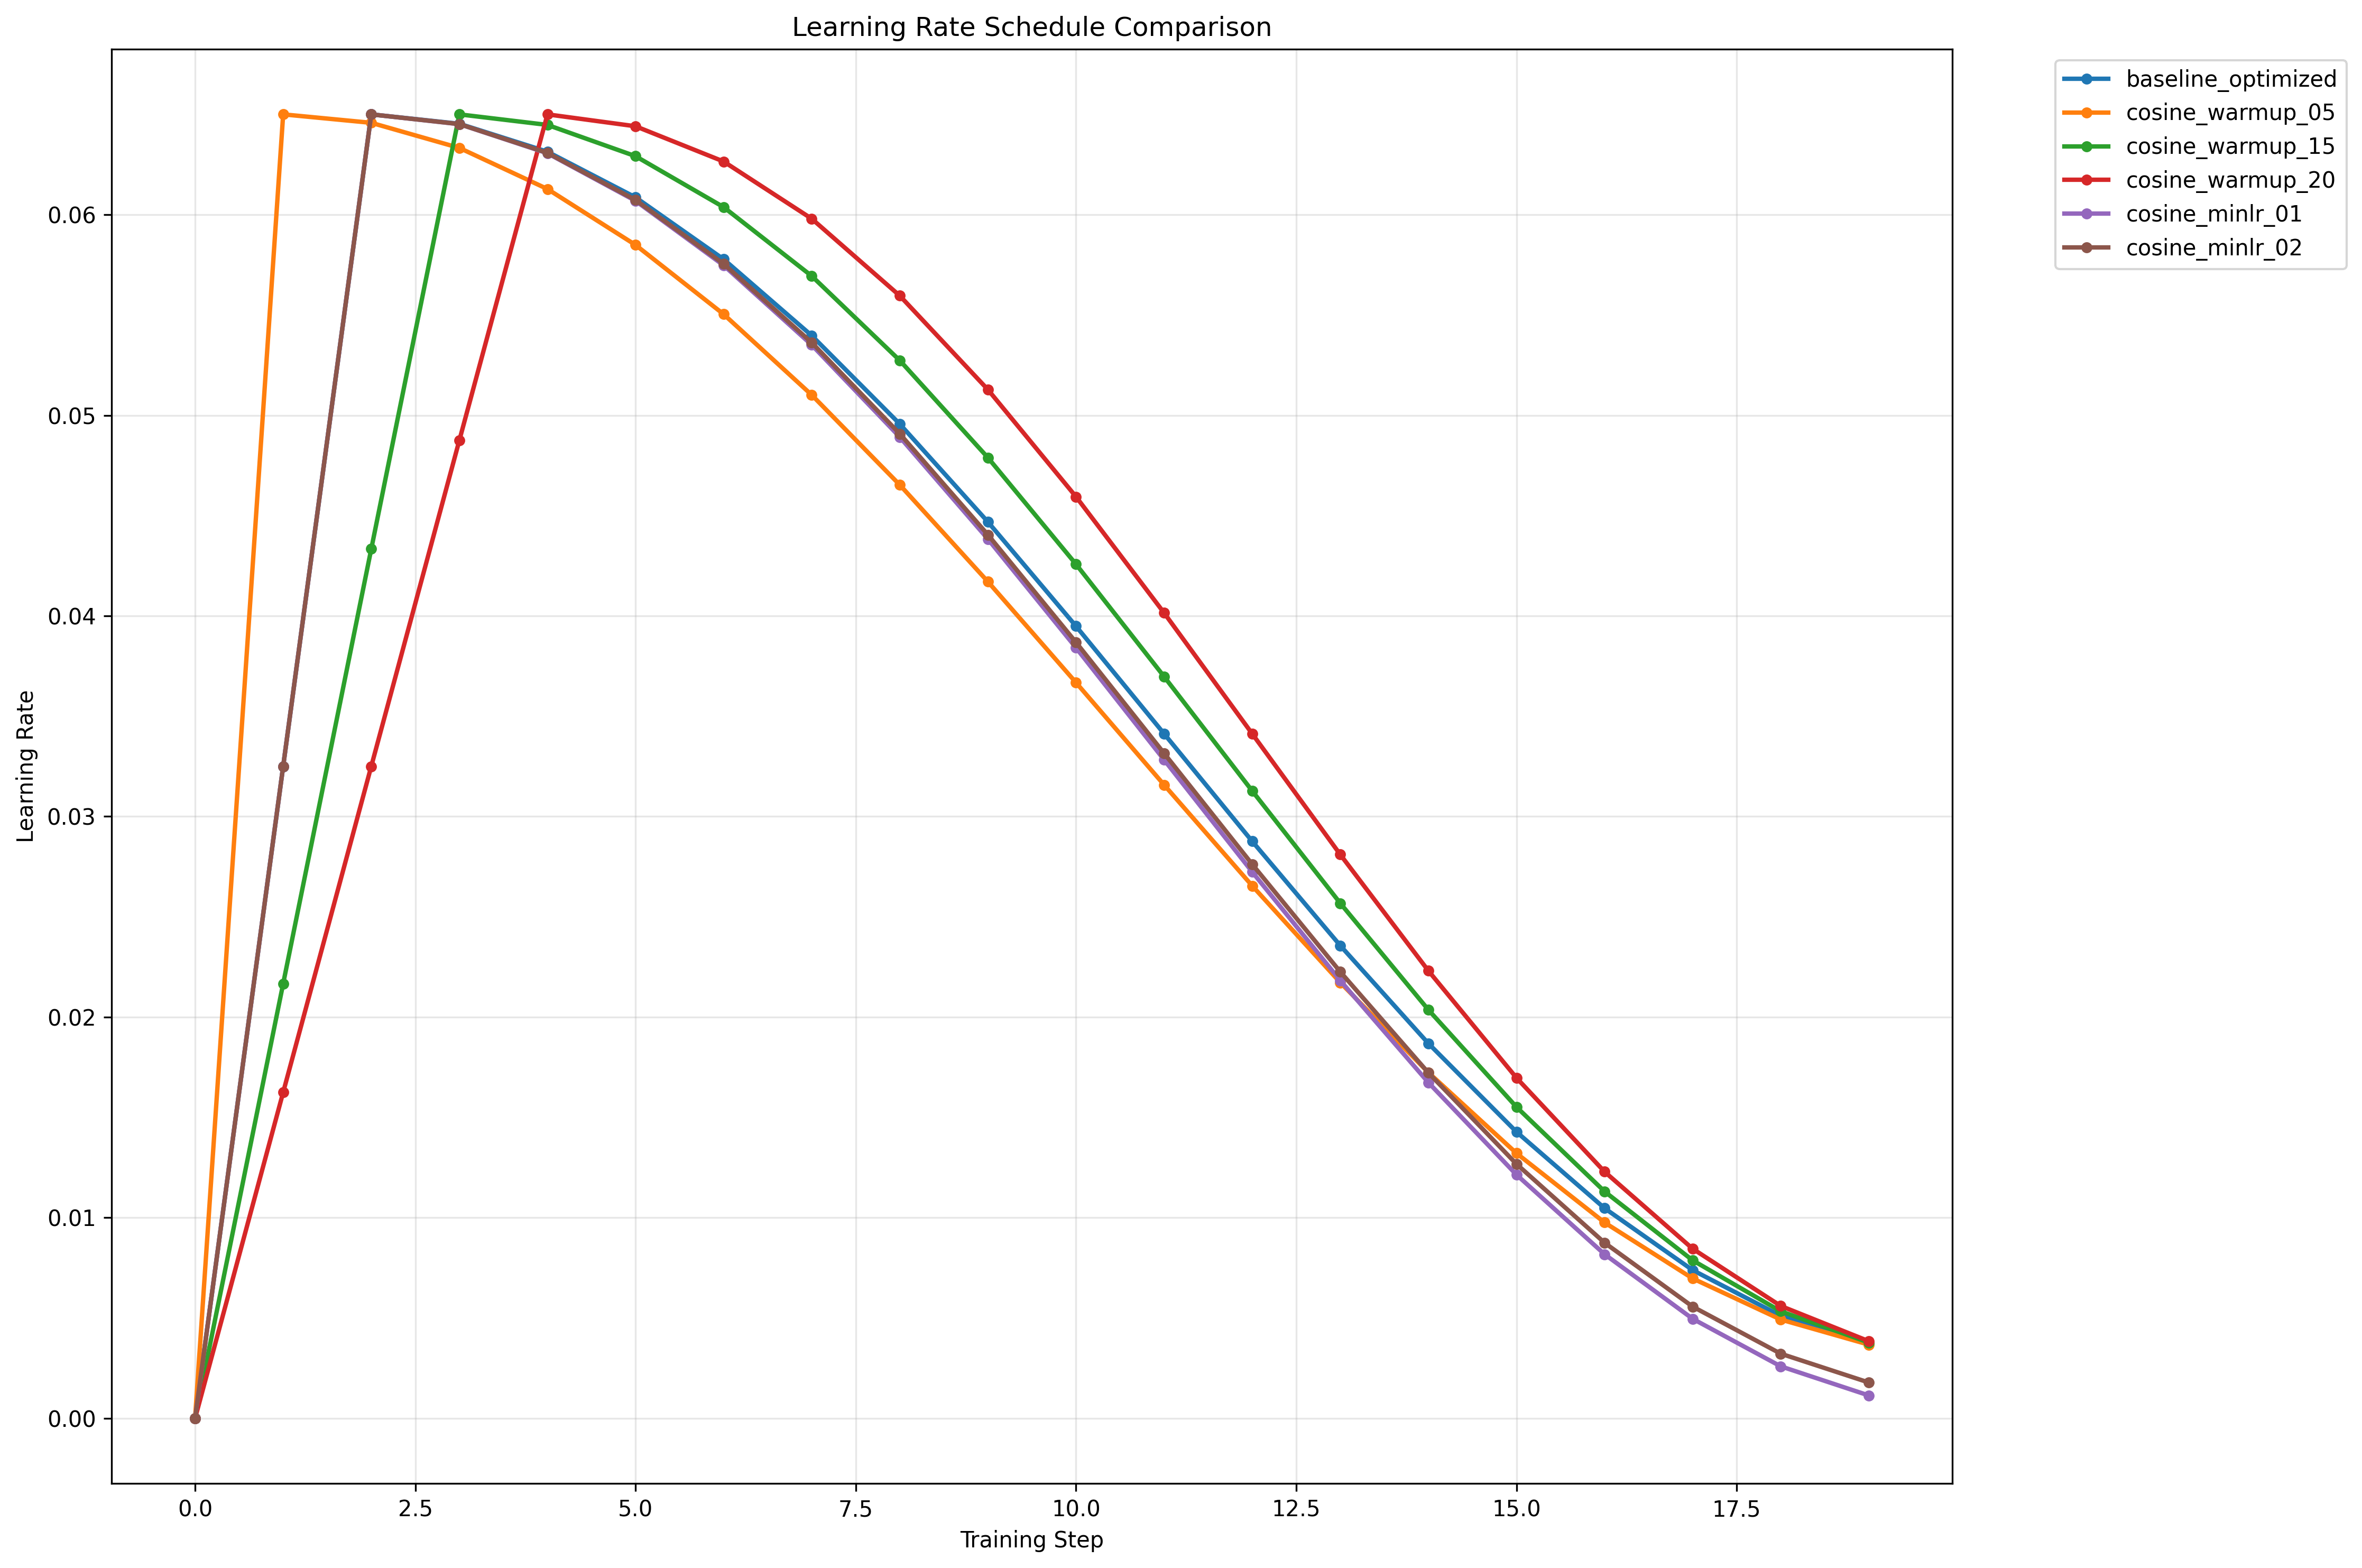 Learning Rate Schedule Comparison
baseline_optimized
cosine_warmup_05
cosine_warmup_15
cosine_warmup_20
cosine_minlr_01
cosine_minlr_02
Learning Rate
0.06
0.05
0.04
0.03
0.02
0.01
0.00
0.0 2.5 5.0 7.5 10.0 12.5 15.0 17.5
Training Step